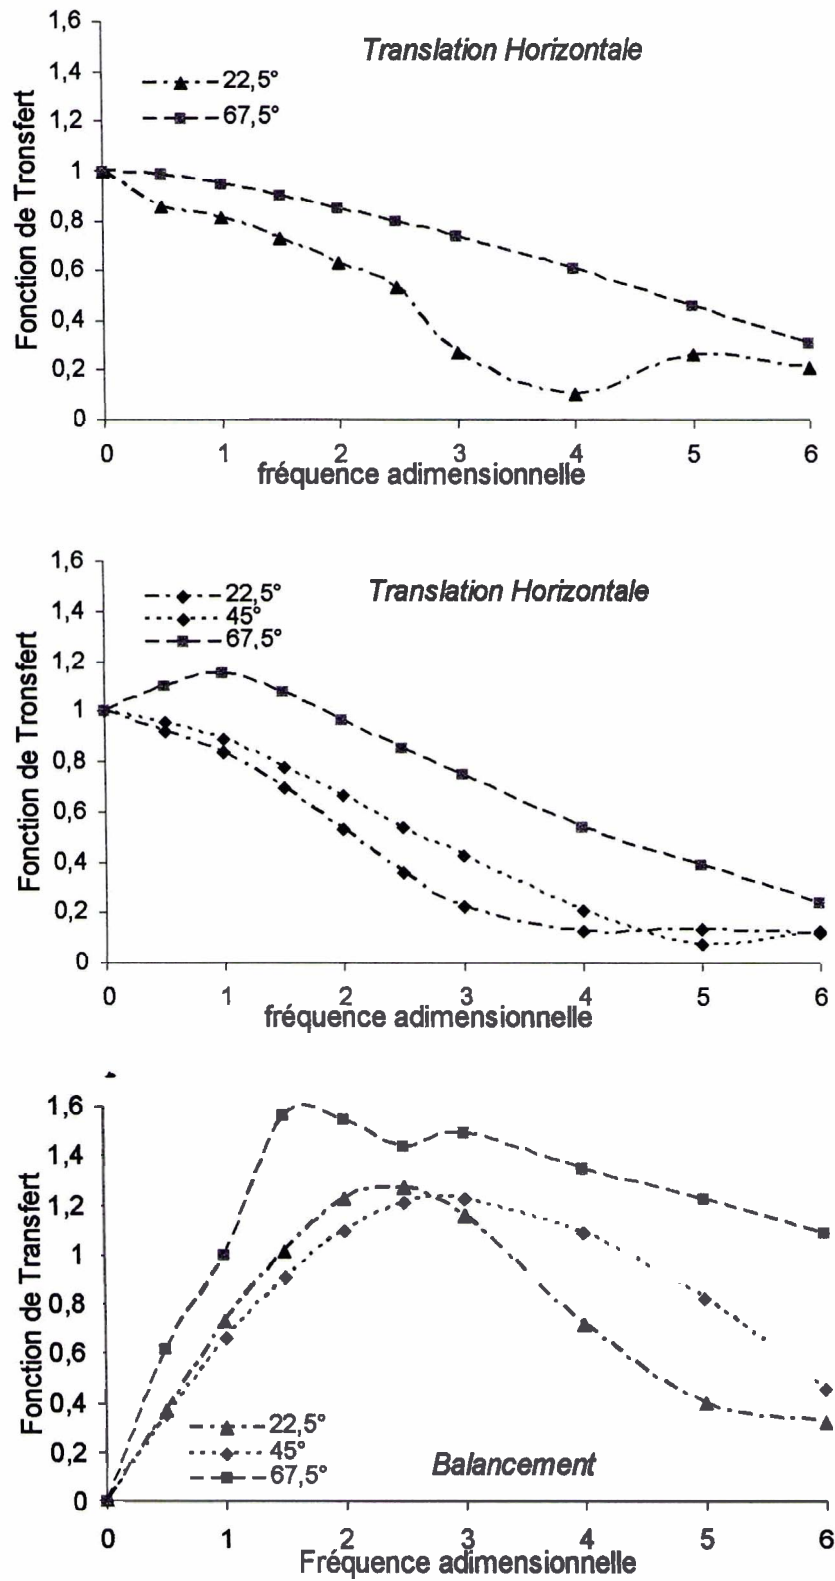 1,6
Translation Horizontale
1,4
22,5°
67,5°
1,2
1
0,8
0,6
0,4
0,2
0
Fonction de Tronsfert
0 1 2 3 4 5 6
fréquence adimensionnelle
1,6
22,5°
Translation Horizontale
45°
1,4
67,5°
1,2
1
0,8
0,6
0,4
0,2
0
Fonction de Tronsfert
0 1 2 3 4 5 6
fréquence adimensionnelle
1,6
1,4
1,2
1
0,8
0,6
0,4
22,5°
45°
0,2
Balancement
67,5°
0
Fonction de Transfert
0 1 2 3 4 5 6
Fréquence adimensionnelle